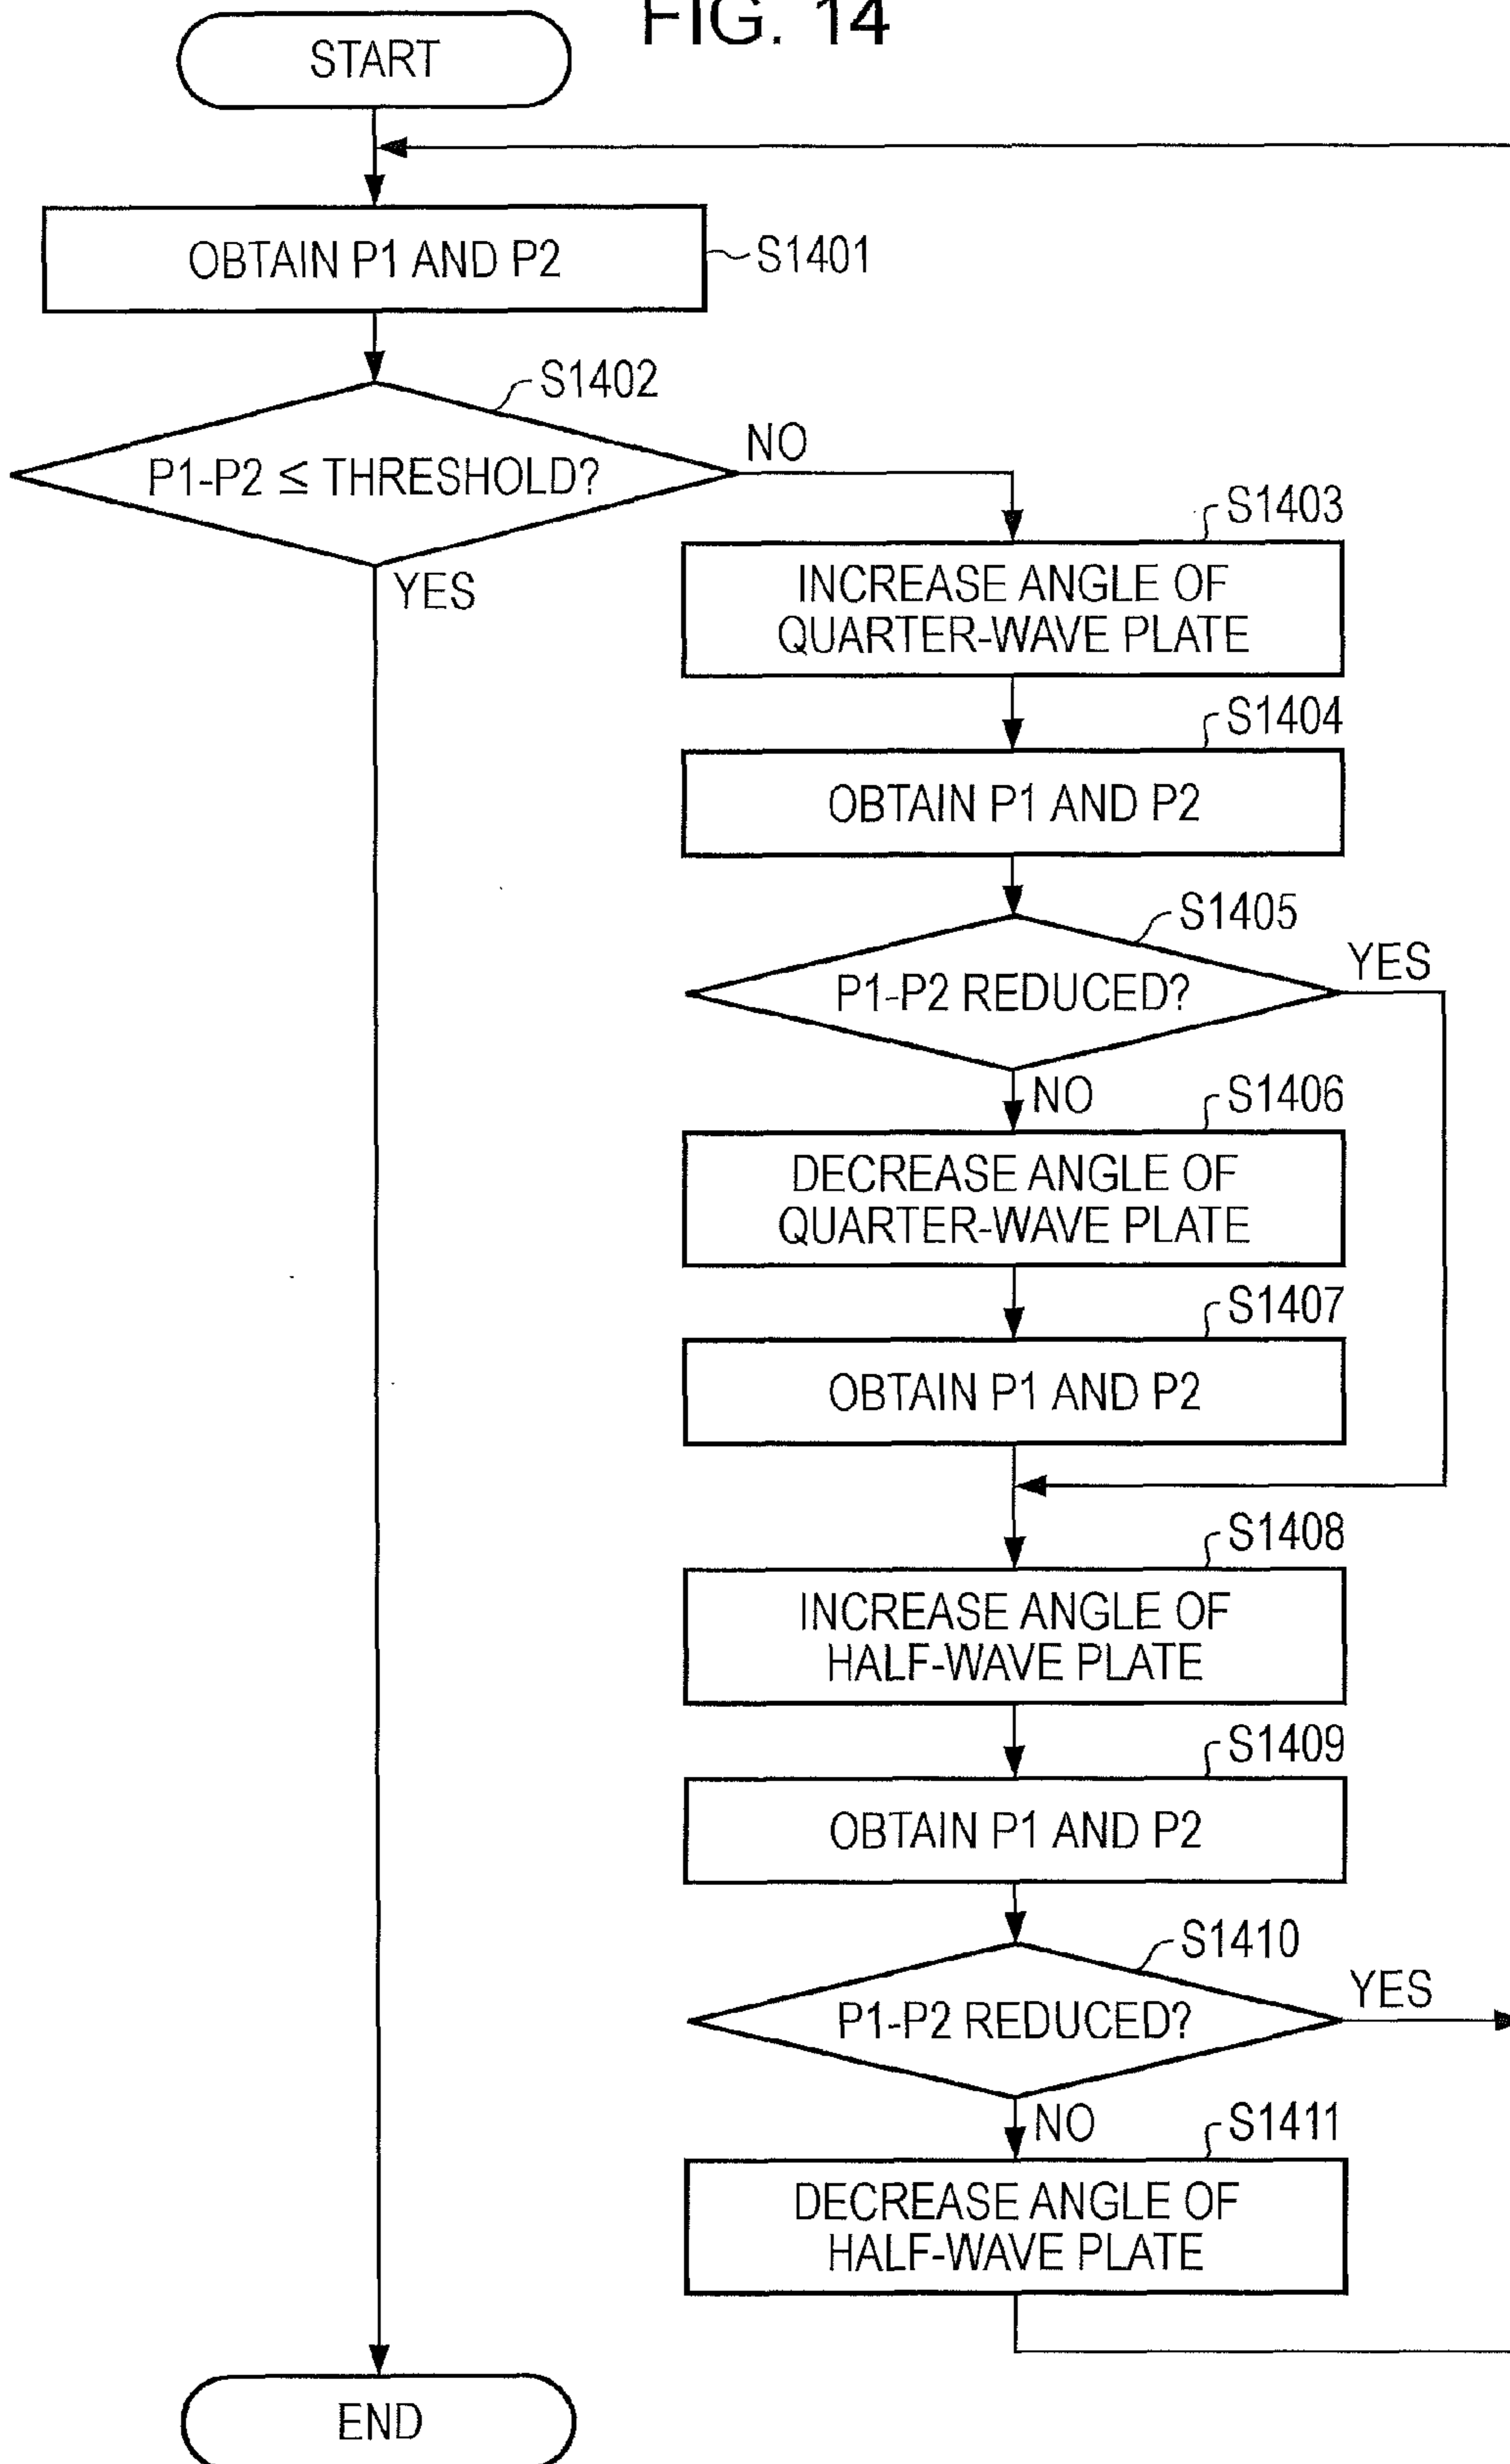 FIG. 14
START
OBTAIN P1 AND P2
S1401
S1402
P1-P2 ≤ THRESHOLD?
NO
YES
S1403
INCREASE ANGLE OF
QUARTER-WAVE PLATE
S1404
OBTAIN P1 AND P2
S1405
P1-P2 REDUCED?
YES
NO
S1406
DECREASE ANGLE OF
QUARTER-WAVE PLATE
S1407
OBTAIN P1 AND P2
S1408
INCREASE ANGLE OF
HALF-WAVE PLATE
S1409
OBTAIN P1 AND P2
S1410
P1-P2 REDUCED?
YES
NO
S1411
DECREASE ANGLE OF
HALF-WAVE PLATE
END